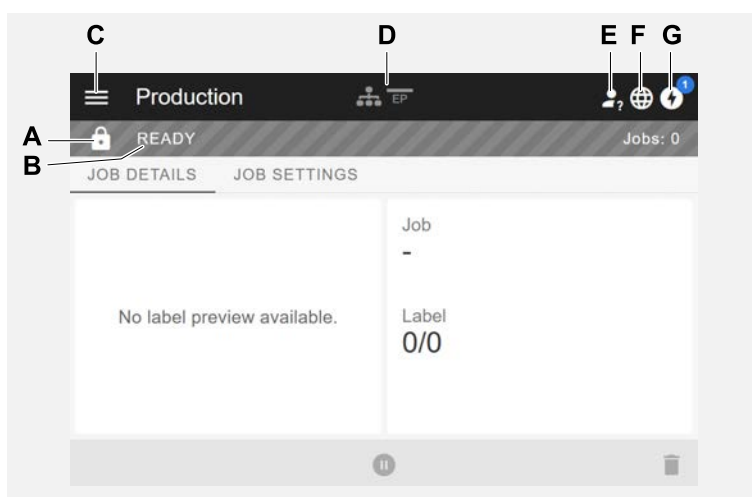 C D E F G
Production EP ? 1
A READY Jobs: 0
B
JOB DETAILS JOB SETTINGS
Job
-
No label preview available.
Label
0/0